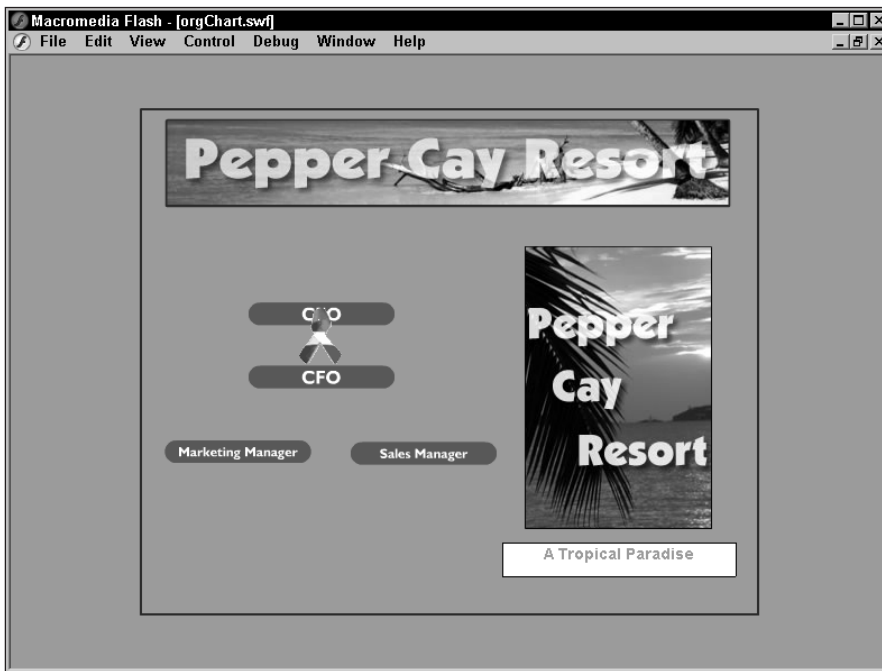 Macromedia Flash - [orgChart.swf]
File Edit View Control Debug Window Help
Pepper Cay Resort
CFO
Marketing Manager
Sales Manager
Pepper
Cay
Resort
A Tropical Paradise